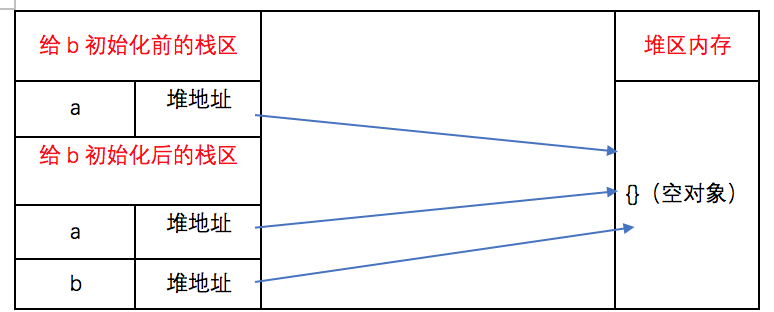 给 b 初始化前的栈区
堆区内存
a
堆地址
给 b 初始化后的栈区
{}（空对象）
a
堆地址
b
堆地址